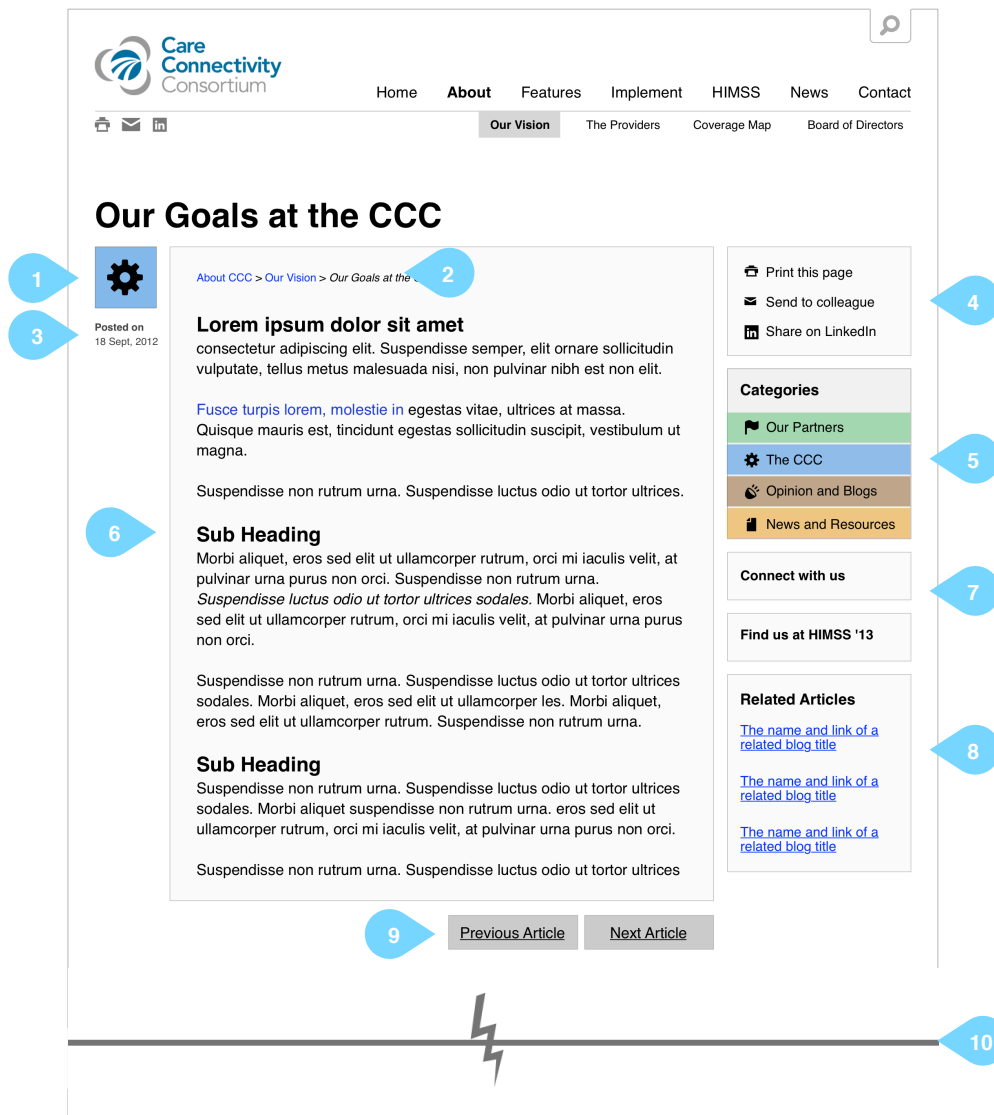 Care
Connectivity
Consortium
Home About Features Implement HIMSS News Contact
in
Our Vision The Providers Coverage Map Board of Directors
Our Goals at the CCC
1
2
3
Posted on
18 Sept, 2012
About CCC > Our Vision > Our Goals at the
Lorem ipsum dolor sit amet
consectetur adipiscing elit. Suspendisse semper, elit ornare sollicitudin
vulputate, tellus metus malesuada nisi, non pulvinar nibh est non elit.
Fusce turpis lorem, molestie in egestas vitae, ultrices at massa.
Quisque mauris est, tincidunt egestas sollicitudin suscipit, vestibulum ut
magna.
Suspendisse non rutrum urna. Suspendisse luctus odio ut tortor ultrices.
6
Sub Heading
Morbi aliquet, eros sed elit ut ullamcorper rutrum, orci mi iaculis velit, at
pulvinar urna purus non orci. Suspendisse non rutrum urna.
Suspendisse luctus odio ut tortor ultrices sodales. Morbi aliquet, eros
sed elit ut ullamcorper rutrum, orci mi iaculis velit, at pulvinar urna purus
non orci.
Suspendisse non rutrum urna. Suspendisse luctus odio ut tortor ultrices
sodales. Morbi aliquet, eros sed elit ut ullamcorper les. Morbi aliquet,
eros sed elit ut ullamcorper rutrum. Suspendisse non rutrum urna.
Sub Heading
Suspendisse non rutrum urna. Suspendisse luctus odio ut tortor ultrices
sodales. Morbi aliquet suspendisse non rutrum urna. eros sed elit ut
ullamcorper rutrum, orci mi iaculis velit, at pulvinar urna purus non orci.
Suspendisse non rutrum urna. Suspendisse luctus odio ut tortor ultrices
Print this page
Send to colleague
in Share on LinkedIn
4
Categories
Our Partners
The CCC
Opinion and Blogs
News and Resources
5
Connect with us
7
Find us at HIMSS '13
Related Articles
The name and link of a
related blog title
The name and link of a
related blog title
The name and link of a
related blog title
8
9
Previous Article Next Article
10